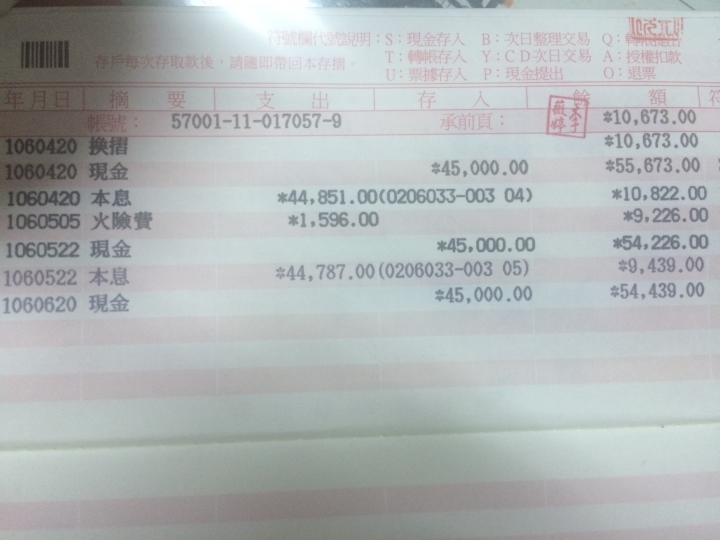 符號欄代號說明：S：現金存入 B：次日整理交易 Q：轉帳提出
存戶每次存取款後，請隨即帶回本存摺。 T：轉帳存入 Y：CD次日交易 A：授權扣款
U：票據存入 P：現金提出 O：退票
年月日 摘 要 支 出 存 入 餘 額 符
帳號： 57001-11-017057-9 承前頁： *10,673.00
1060420 換摺 *10,673.00
1060420 現金 *45,000.00 *55,673.00
1060420 本息 *44,851.00(0206033-003 04) *10,822.00
1060505 火險費 *1,596.00 *9,226.00
1060522 現金 *45,000.00 *54,226.00
1060522 本息 *44,787.00(0206033-003 05) *9,439.00
1060620 現金 *45,000.00 *54,439.00